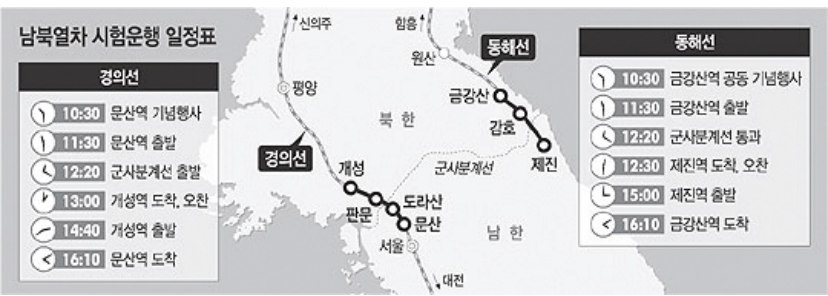 남북열차 시험운행 일정표
경의선
10:30 문산역 기념행사
11:30 문산역 출발
12:20 군사분계선 출발
13:00 개성역 도착, 오찬
14:40 개성역 출발
16:10 문산역 도착
신의주
함흥
원산
동해선
평양
금강산
북한
감호
경의선
제진
개성
군사분계선
판문
도라산
문산
서울
남한
대전
동해선
10:30 금강산역 공동 기념행사
11:30 금강산역 출발
12:20 군사분계선 통과
12:30 제진역 도착, 오찬
15:00 제진역 출발
16:10 금강산역 도착